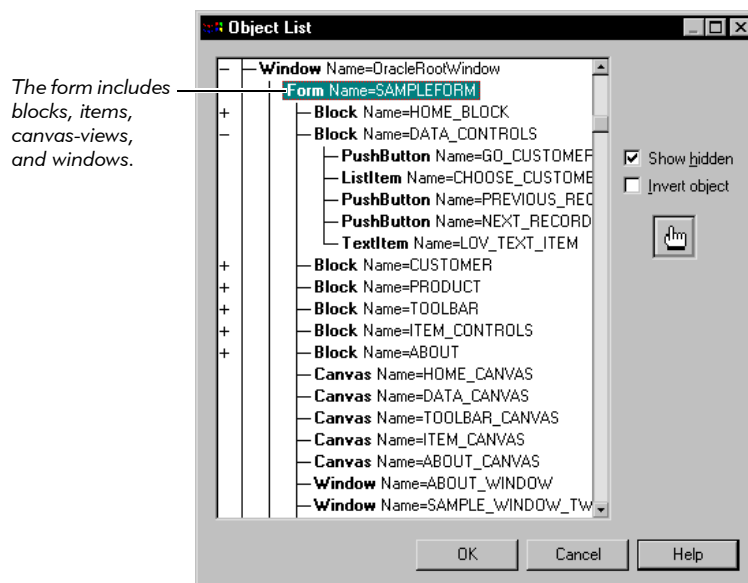 Object List
The form includes
blocks, items,
canvas-views,
and windows.
Window Name=OracleRootWindow
Form Name=SAMPLEFORM
Block Name=HOME_BLOCK
Block Name=DATA_CONTROLS
PushButton Name=GO_CUSTOMER
ListItem Name=CHOOSE_CUSTOME
PushButton Name=PREVIOUS_REC
PushButton Name=NEXT_RECORD
TextItem Name=LOV_TEXT_ITEM
Block Name=CUSTOMER
Block Name=PRODUCT
Block Name=TOOLBAR
Block Name=ITEM_CONTROLS
Block Name=ABOUT
Canvas Name=HOME_CANVAS
Canvas Name=DATA_CANVAS
Canvas Name=TOOLBAR_CANVAS
Canvas Name=ITEM_CANVAS
Canvas Name=ABOUT_CANVAS
Window Name=ABOUT_WINDOW
Window Name=SAMPLE_WINDOW_TW
Show hidden
Invert object
OK Cancel Help